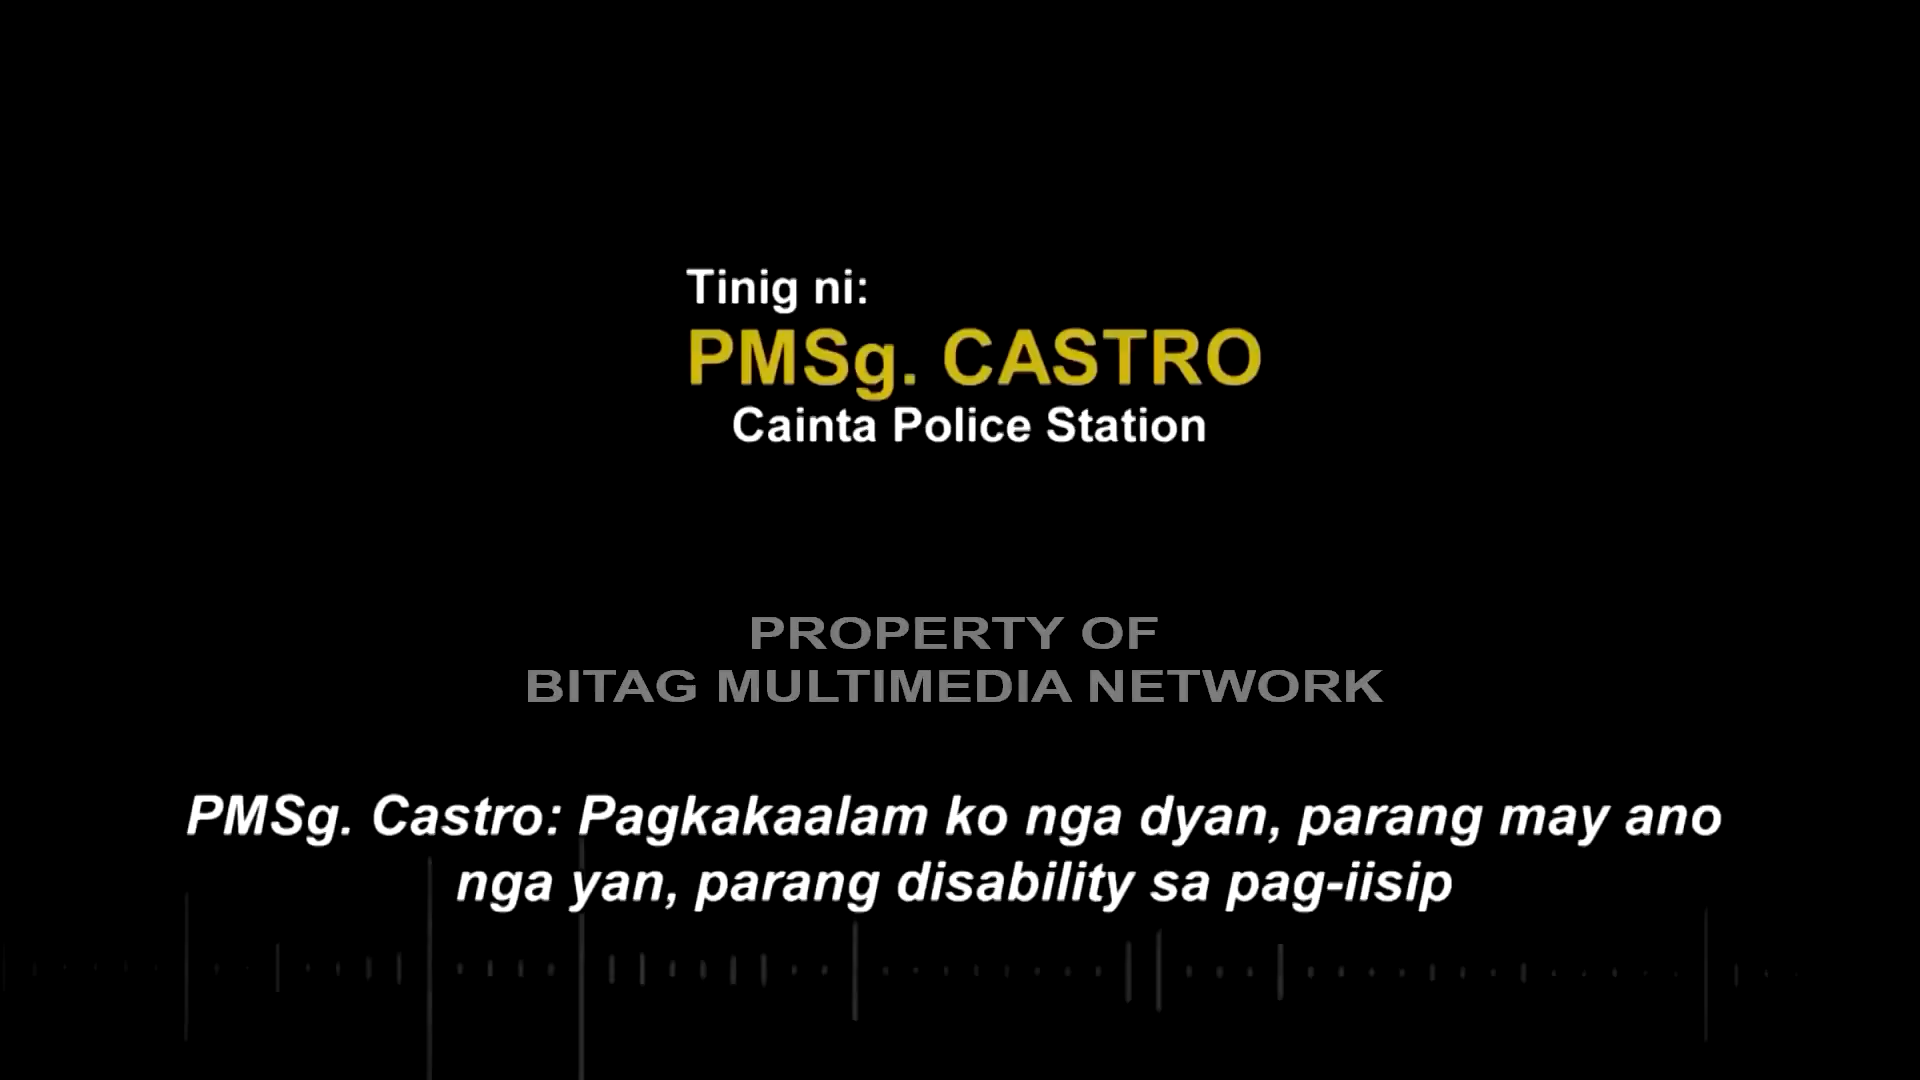 Tinig ni:
PMSg. CASTRO
Cainta Police Station
PROPERTY OF
BITAG MULTIMEDIA NETWORK
PMSg. Castro: Pagkakaalam ko nga dyan, parang may ano
nga yan, parang disability sa pag-iisip